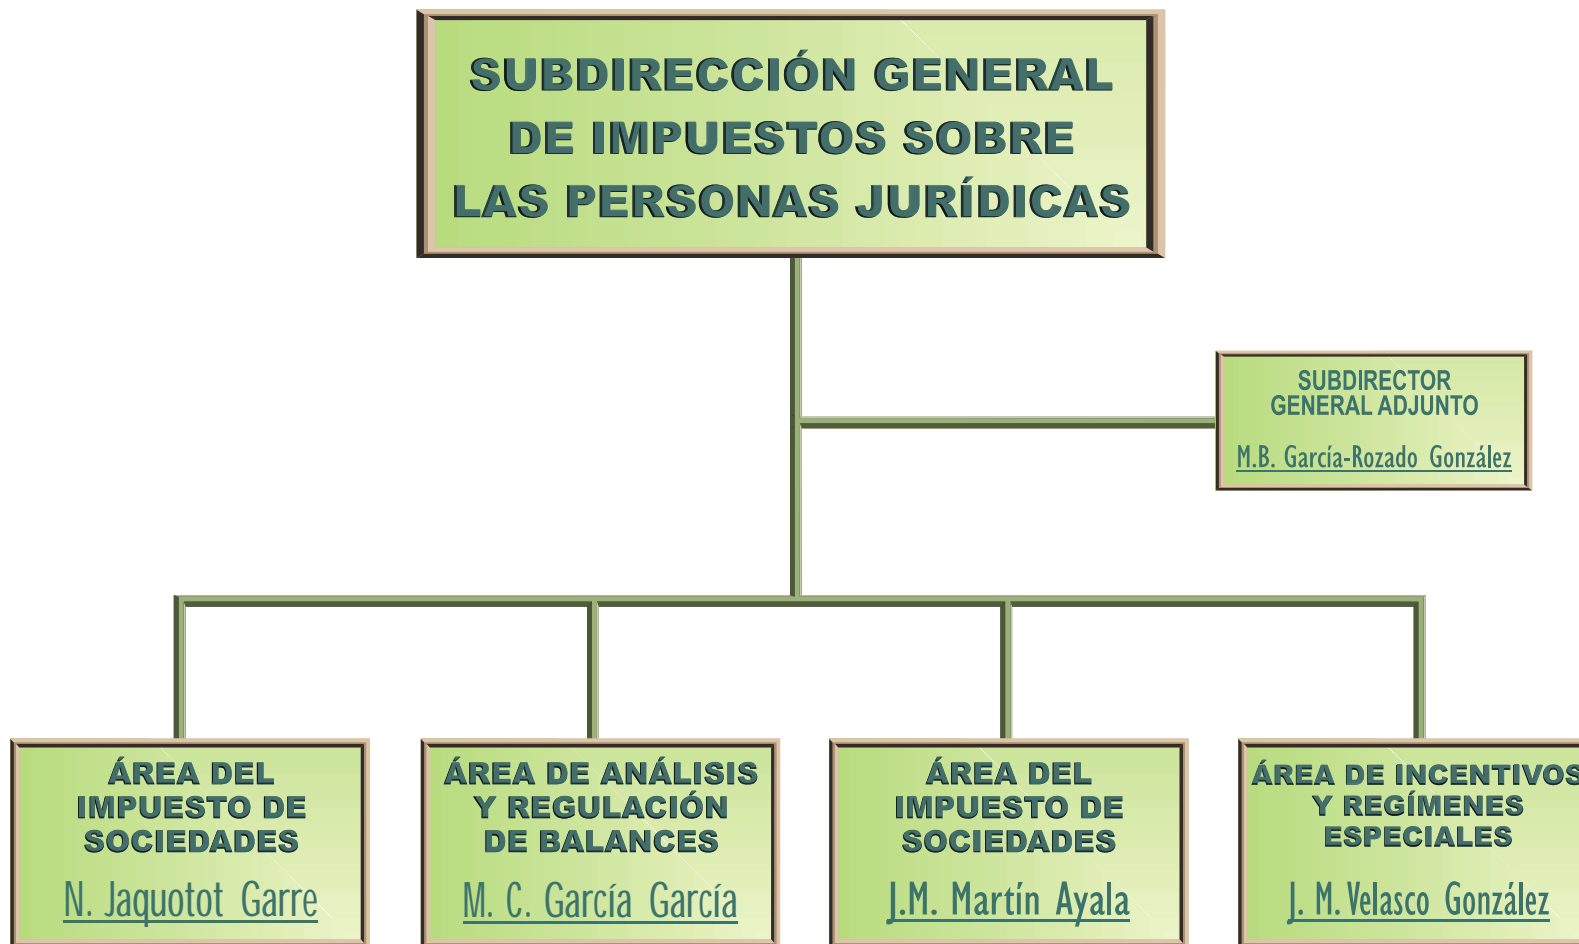 SUBDIRECCIÓN GENERAL
DE IMPUESTOS SOBRE
LAS PERSONAS JURÍDICAS
SUBDIRECTOR
GENERAL ADJUNTO
M.B. García-Rozado González
ÁREA DEL
IMPUESTO DE
SOCIEDADES
N. Jaquotot Garre
ÁREA DE ANÁLISIS
Y REGULACIÓN
DE BALANCES
M. C. García García
ÁREA DEL
IMPUESTO DE
SOCIEDADES
J.M. Martín Ayala
ÁREA DE INCENTIVOS
Y REGÍMENES
ESPECIALES
J. M. Velasco González